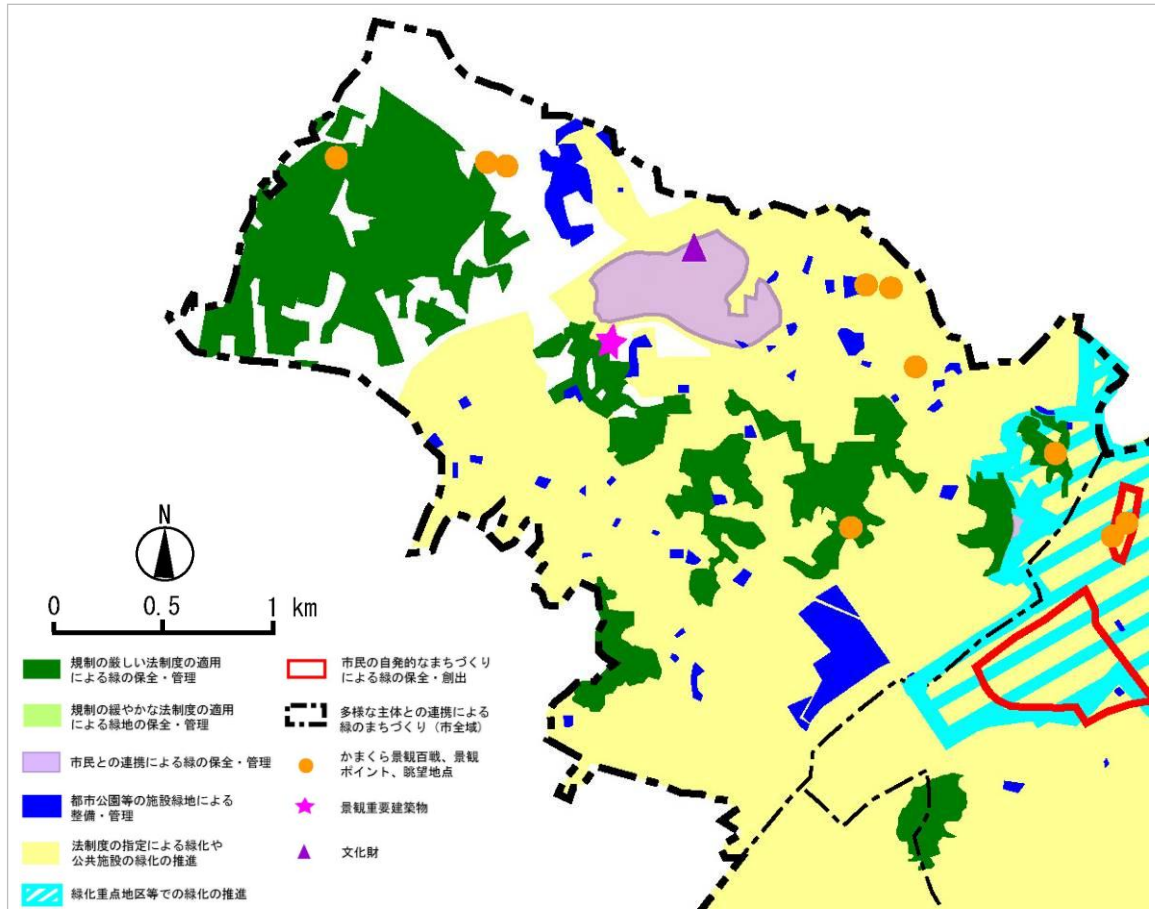 N
0 0.5 1 km
規制の厳しい法制度の適用
による緑の保全・管理
規制の緩やかな法制度の適用
による緑地の保全・管理
市民との連携による緑の保全・管理
都市公園等の施設緑地による
整備・管理
法制度の指定による緑化や
公共施設の緑化の推進
緑化重点地区等での緑化の推進
市民の自発的なまちづくり
による緑の保全・創出
多様な主体との連携による
緑のまちづくり（市全域）
かまくら景観百戦、景観
ポイント、眺望地点
景観重要建築物
文化財